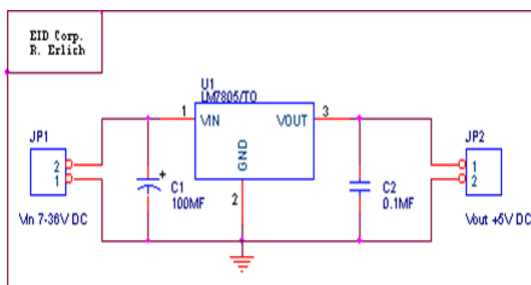 EID Corp.
R. Erlich
U1
LM7805/TO
1
VIN
VOUT
3
GND
2
JP1
2
1
Vin 7-36V DC
+
C1
100MF
C2
0.1MF
JP2
1
2
Vout +5V DC